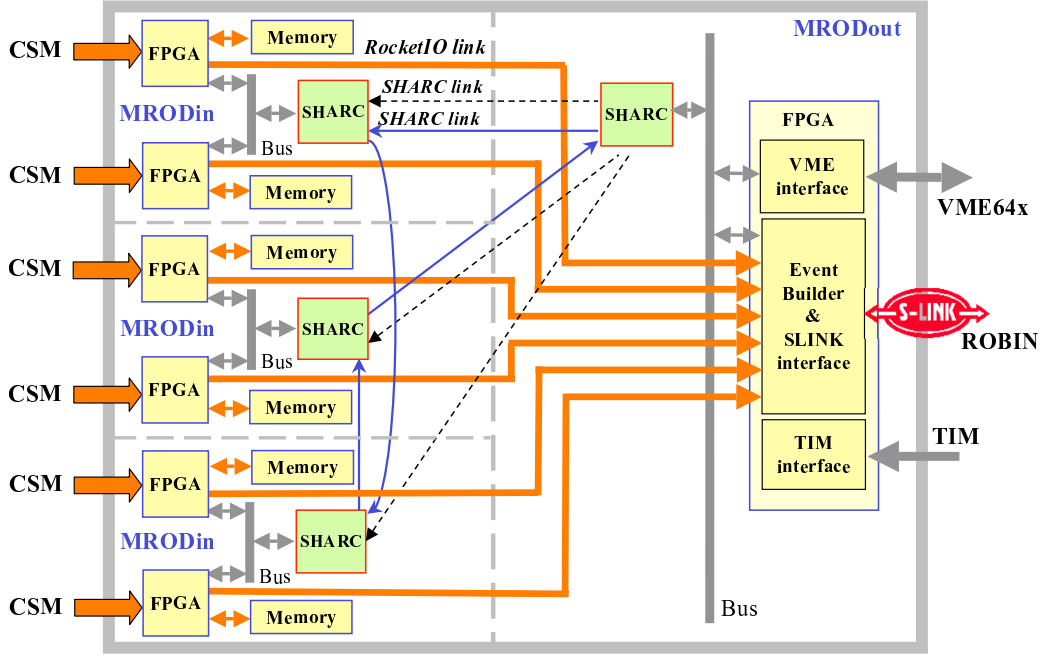 CSM
FPGA
Memory
RocketIO link
MRODout
MRODin
SHARC
SHARC link
SHARC link
SHARC
Bus
CSM
FPGA
Memory
FPGA
VME
interface
VME64x
CSM
FPGA
Memory
MRODin
SHARC
Bus
CSM
FPGA
Memory
Event
Builder
&
SLINK
interface
S-LINK
ROBIN
TIM
interface
TIM
CSM
FPGA
Memory
MRODin
SHARC
Bus
CSM
FPGA
Memory
Bus